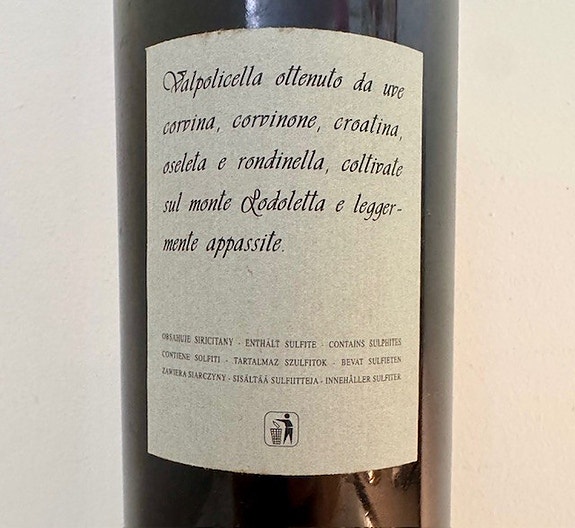 Valpolicella ottenuto da uve
corvina, corvinone, croatina,
oseleta e rondinella, coltivate
sul monte Lodoletta e legger-
mente appassite.
OBSAHUJE SIRICITANY - ENTHÄLT SULFITE - CONTAINS SULPHITES
CONTIENE SOLFITI - TARTALMAZ SZULFITOK - BEVAT SULFIETEN
ZAWIERA SIARCZYNY - SISÄLTÄÄ SULFIITTEJA - INNEHÅLLER SULFITER